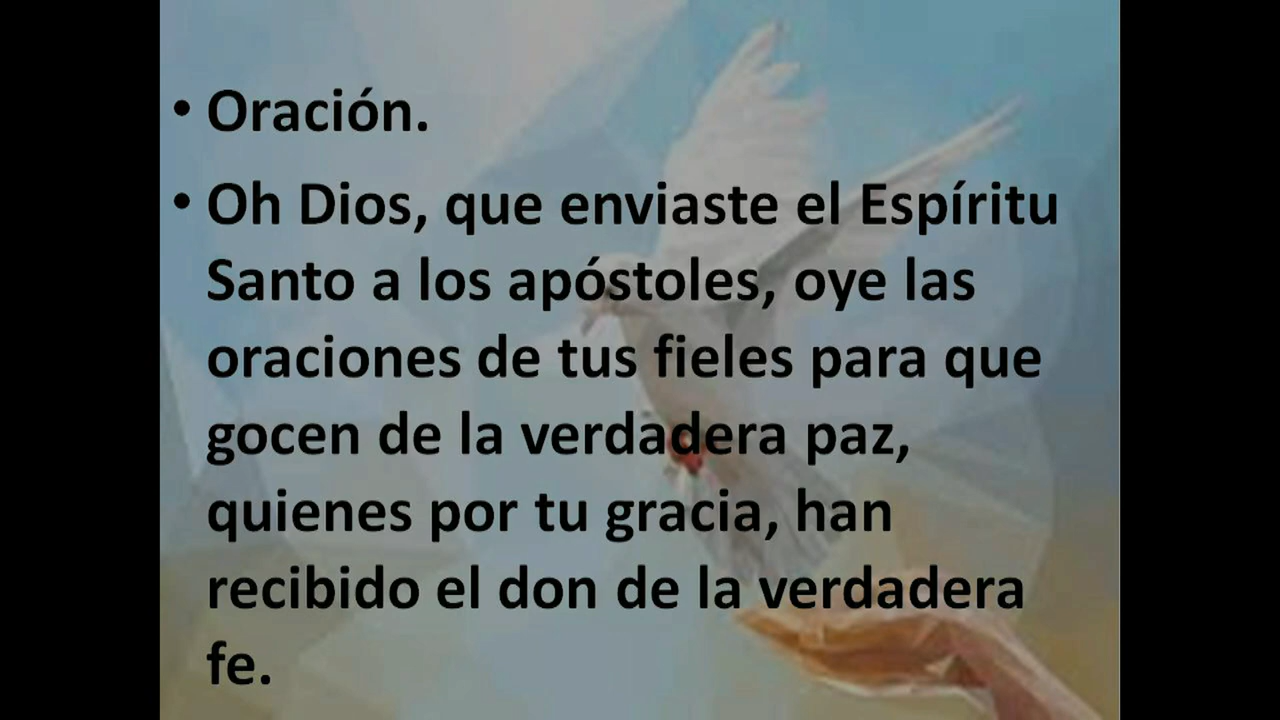 • Oración.
• Oh Dios, que enviaste el Espíritu
Santo a los apóstoles, oye las
oraciones de tus fieles para que
gocen de la verdadera paz,
quienes por tu gracia, han
recibido el don de la verdadera
fe.